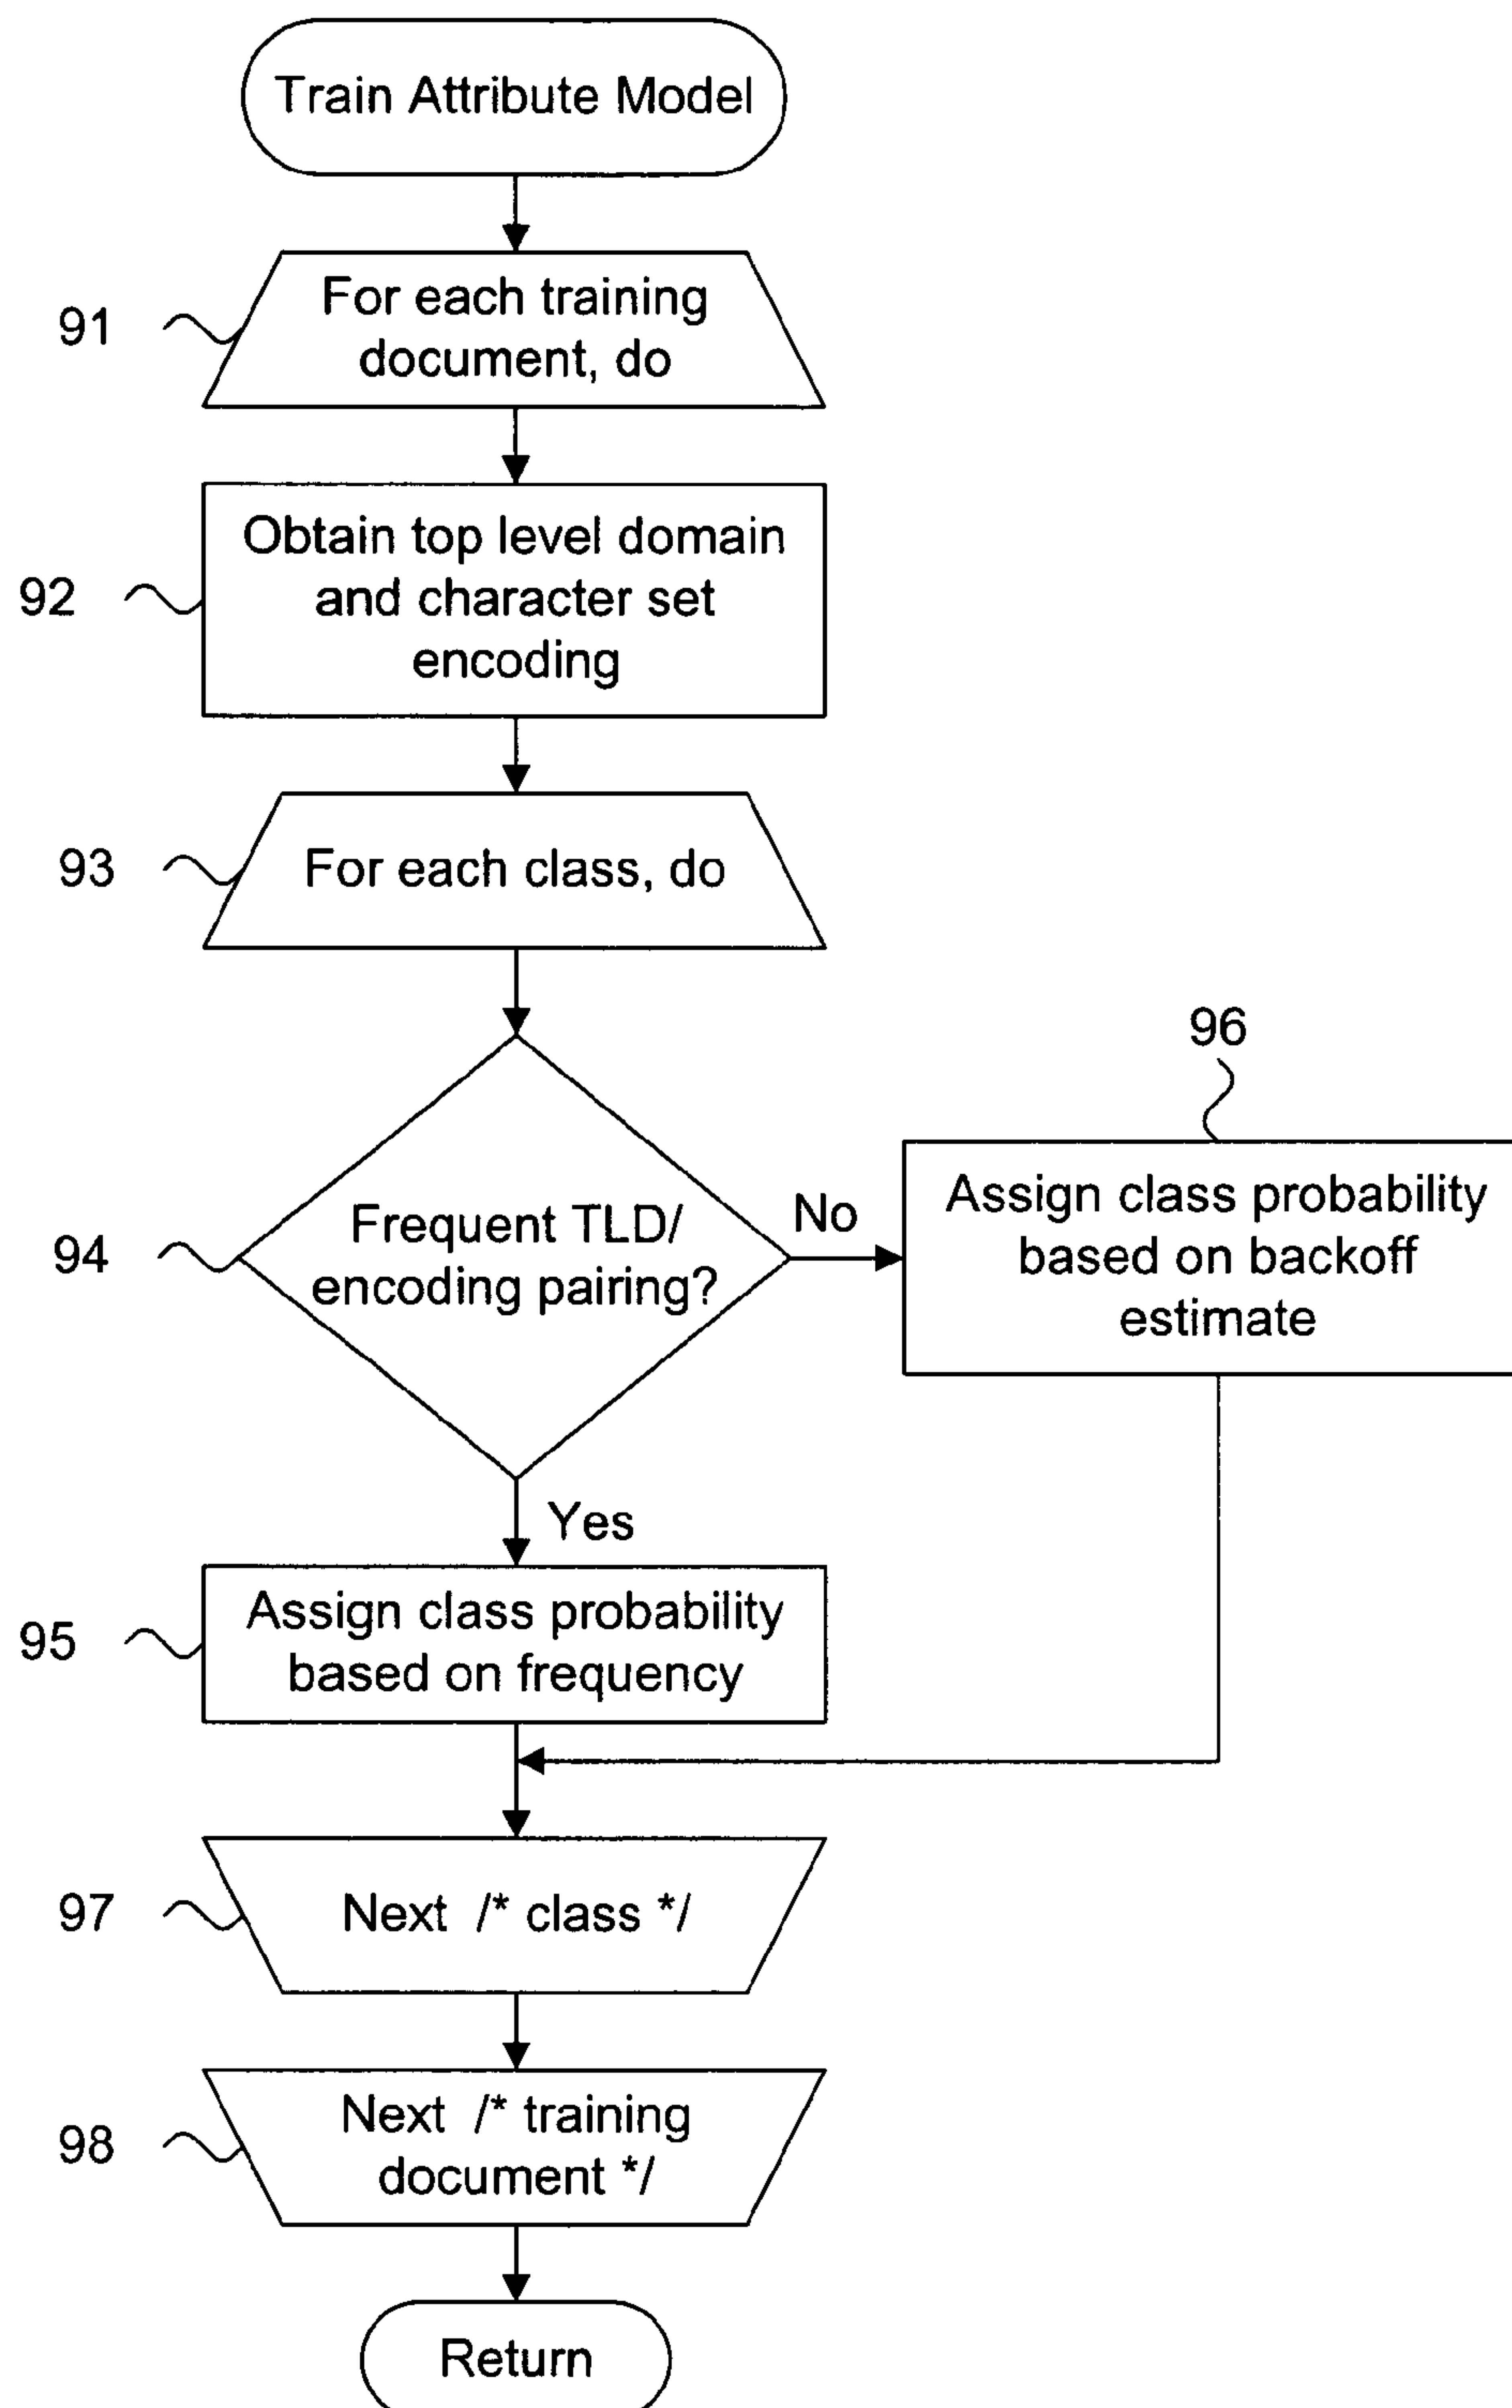 Train Attribute Model
91
For each training
document, do
92
Obtain top level domain
and character set
encoding
93
For each class, do
94
Frequent TLD/
encoding pairing?
No
96
Assign class probability
based on backoff
estimate
Yes
95
Assign class probability
based on frequency
97
Next /* class */
98
Next /* training
document */
Return